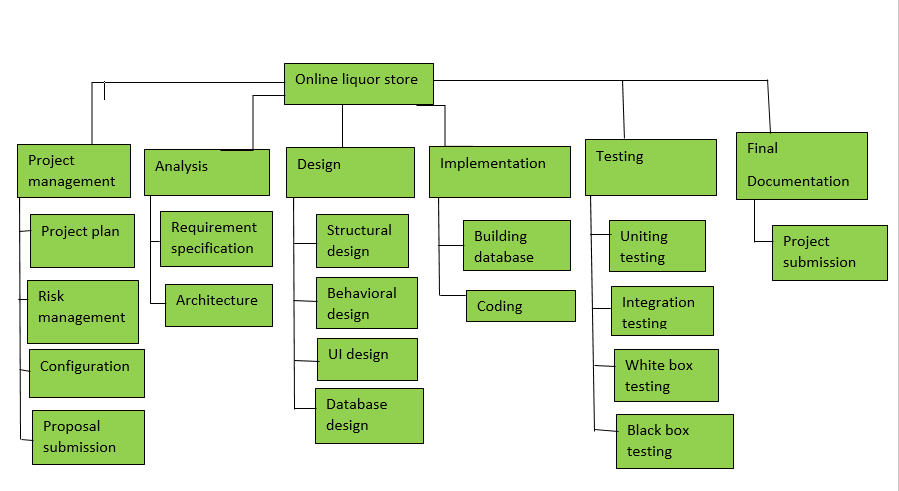 Online liquor store
Project
management
Project plan
Risk
management
Configuration
Proposal
submission
Analysis
Requirement
specification
Architecture
Design
Structural
design
Behavioral
design
UI design
Database
design
Implementation
Building
database
Coding
Testing
Uniting
testing
Integration
testing
White box
testing
Black box
testing
Final
Documentation
Project
submission